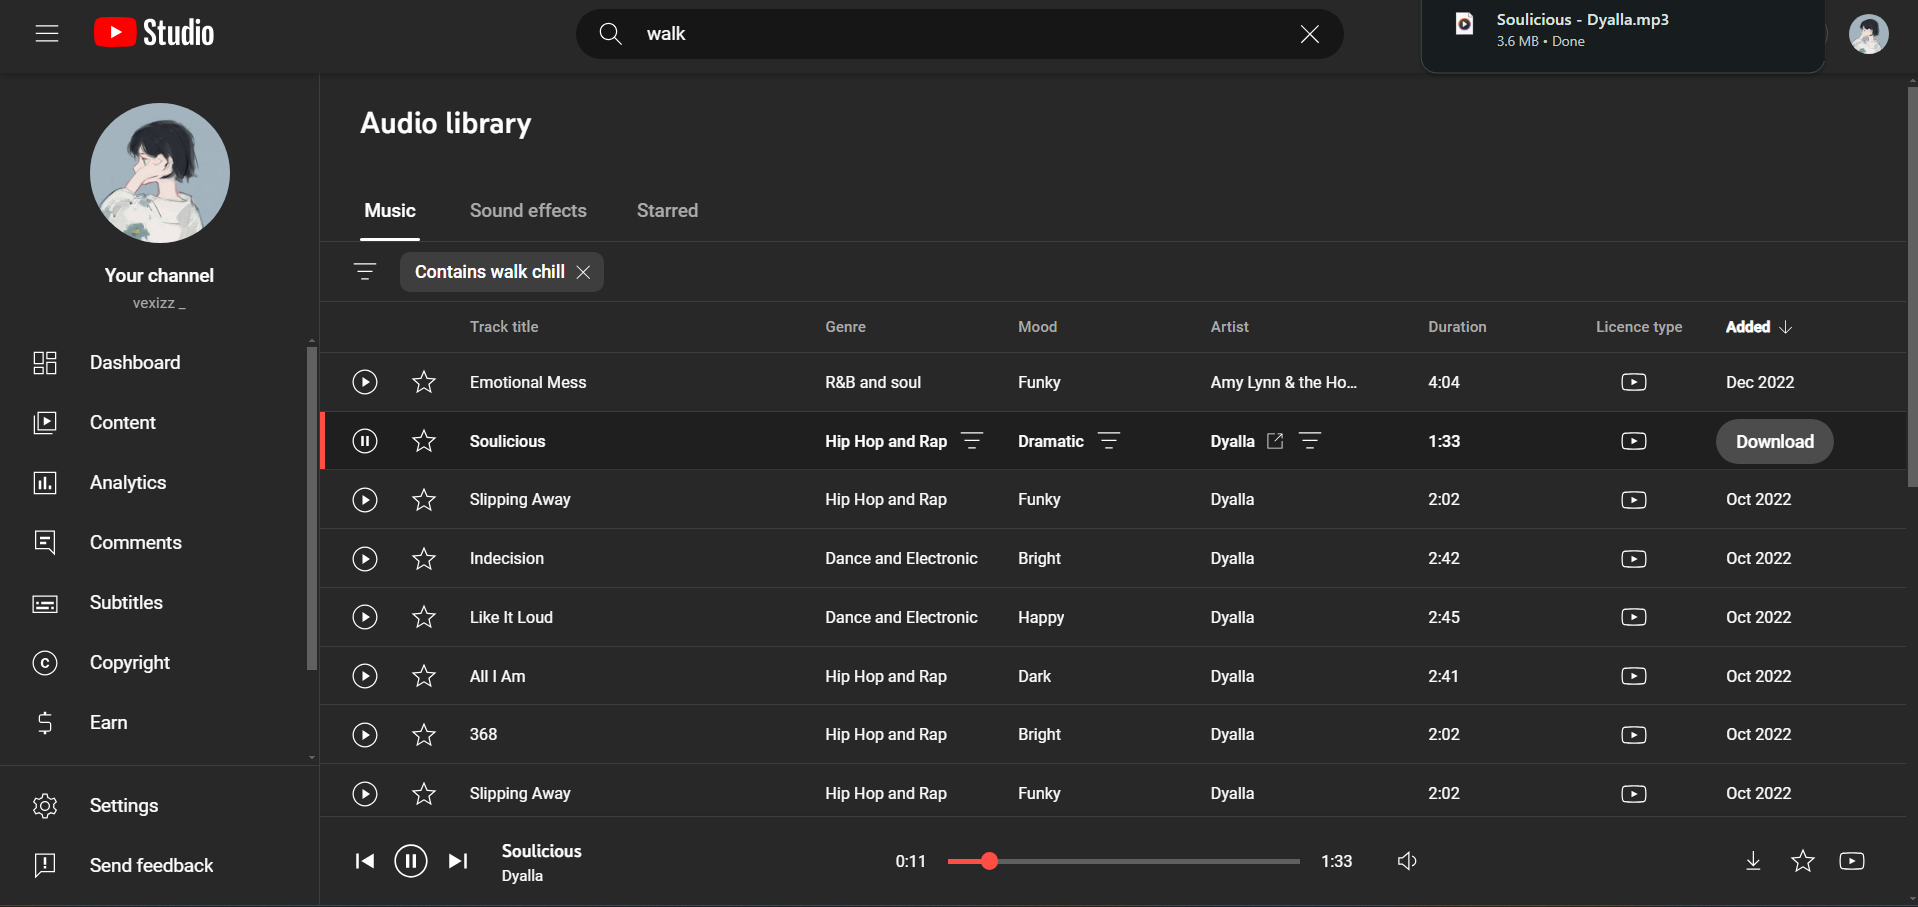 Studio
walk
Soulicious - Dyalla.mp3
3.6 MB • Done
Your channel
vexizz _
Dashboard
Content
Analytics
Comments
Subtitles
Copyright
Earn
Settings
Send feedback
Audio library
Music Sound effects Starred
Contains walk chill
Track title Genre Mood Artist Duration Licence type Added
Emotional Mess R&B and soul Funky Amy Lynn & the Ho... 4:04 Dec 2022
Soulicious Hip Hop and Rap Dramatic Dyalla 1:33 Download
Slipping Away Hip Hop and Rap Funky Dyalla 2:02 Oct 2022
Indecision Dance and Electronic Bright Dyalla 2:42 Oct 2022
Like It Loud Dance and Electronic Happy Dyalla 2:45 Oct 2022
All I Am Hip Hop and Rap Dark Dyalla 2:41 Oct 2022
368 Hip Hop and Rap Bright Dyalla 2:02 Oct 2022
Slipping Away Hip Hop and Rap Funky Dyalla 2:02 Oct 2022
Soulicious
Dyalla
0:11 1:33